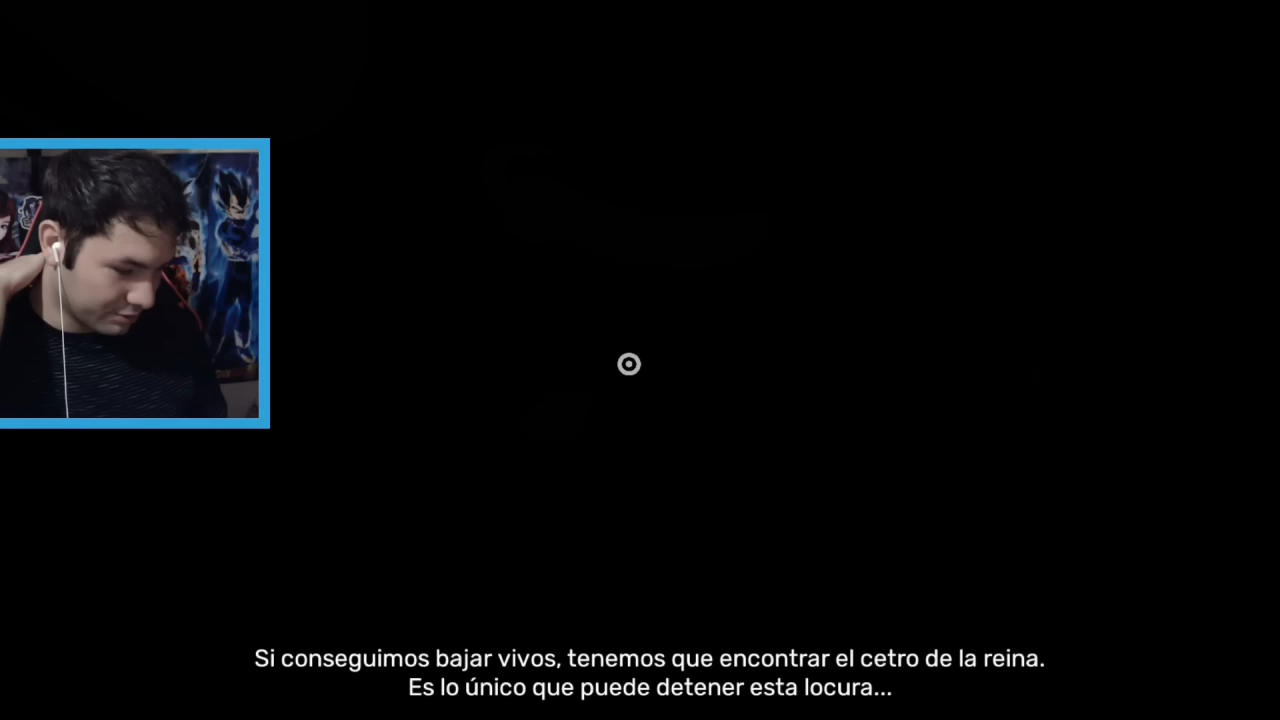 Si conseguimos bajar vivos, tenemos que encontrar el cetro de la reina.
Es lo único que puede detener esta locura...